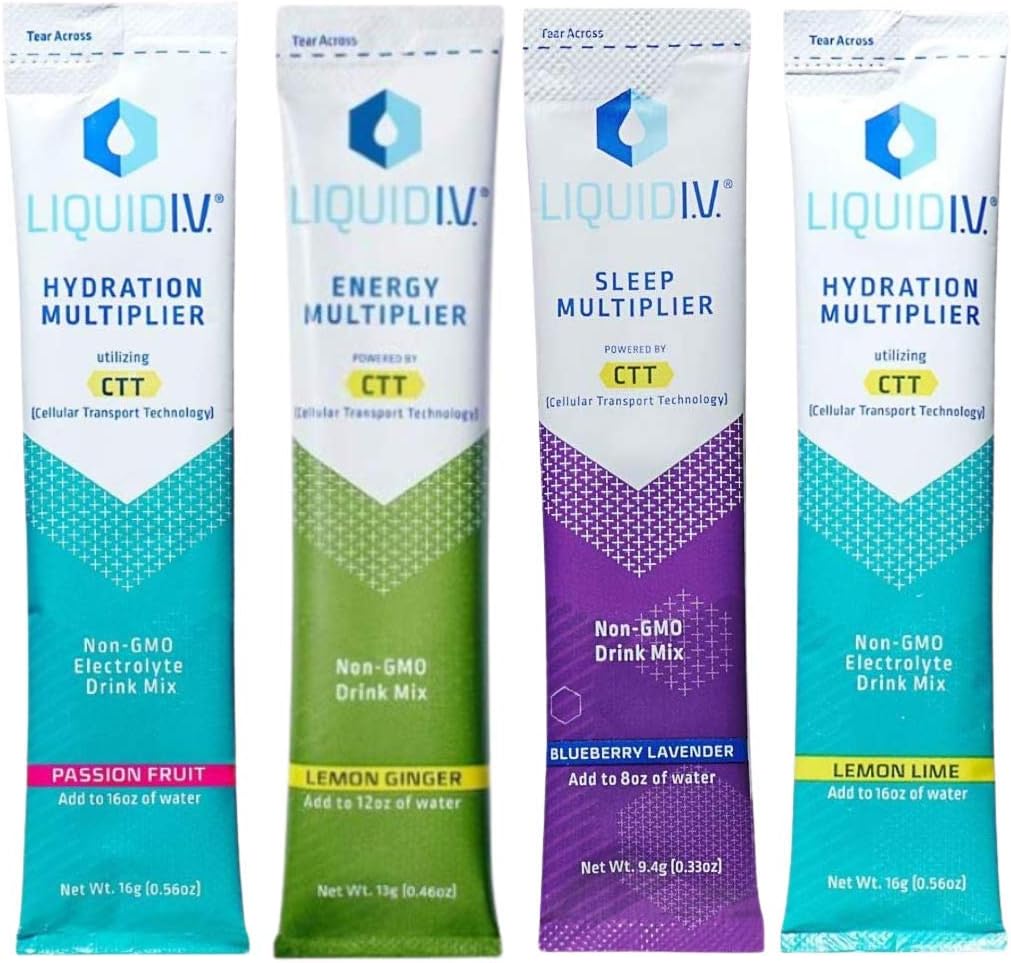 Tear Across
LIQUID I.V.®
HYDRATION
MULTIPLIER
utilizing
CTT
(Cellular Transport Technology)
Non-GMO
Electrolyte
Drink Mix
PASSION FRUIT
Add to 16oz of water
Net Wt. 16g (0.56oz)
Tear Across
LIQUID I.V.®
ENERGY
MULTIPLIER
POWERED BY
CTT
(Cellular Transport Technology)
Non-GMO
Drink Mix
LEMON GINGER
Add to 12oz of water
Net Wt. 13g (0.46oz)
Tear Across
LIQUID I.V.®
SLEEP
MULTIPLIER
POWERED BY
CTT
(Cellular Transport Technology)
Non-GMO
Drink Mix
BLUEBERRY LAVENDER
Add to 8oz of water
Net Wt. 9.4g (0.33oz)
Tear Across
LIQUID I.V.®
HYDRATION
MULTIPLIER
utilizing
CTT
(Cellular Transport Technology)
Non-GMO
Electrolyte
Drink Mix
LEMON LIME
Add to 16oz of water
Net Wt. 16g (0.56oz)